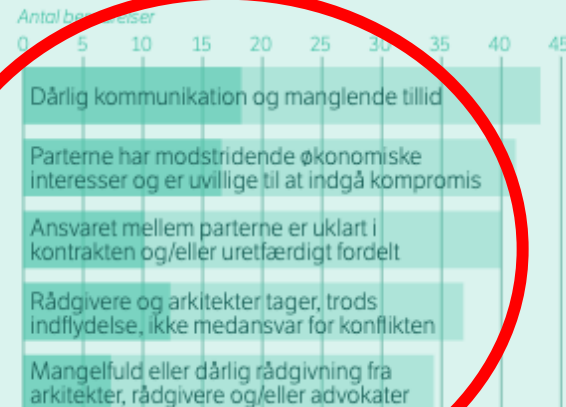 Antal besvarelser
0 5 10 15 20 25 30 35 40 45
Dårlig kommunikation og manglende tillid
Parterne har modstridende økonomiske
interesser og er uvillige til at indgå kompromis
Ansvaret mellem parterne er uklart i
kontrakten og/eller uretfærdigt fordelt
Rådgivere og arkitekter tager, trods
indflydelse, ikke medansvar for konflikten
Mangelfuld eller dårlig rådgivning fra
arkitekter, rådgivere og/eller advokater